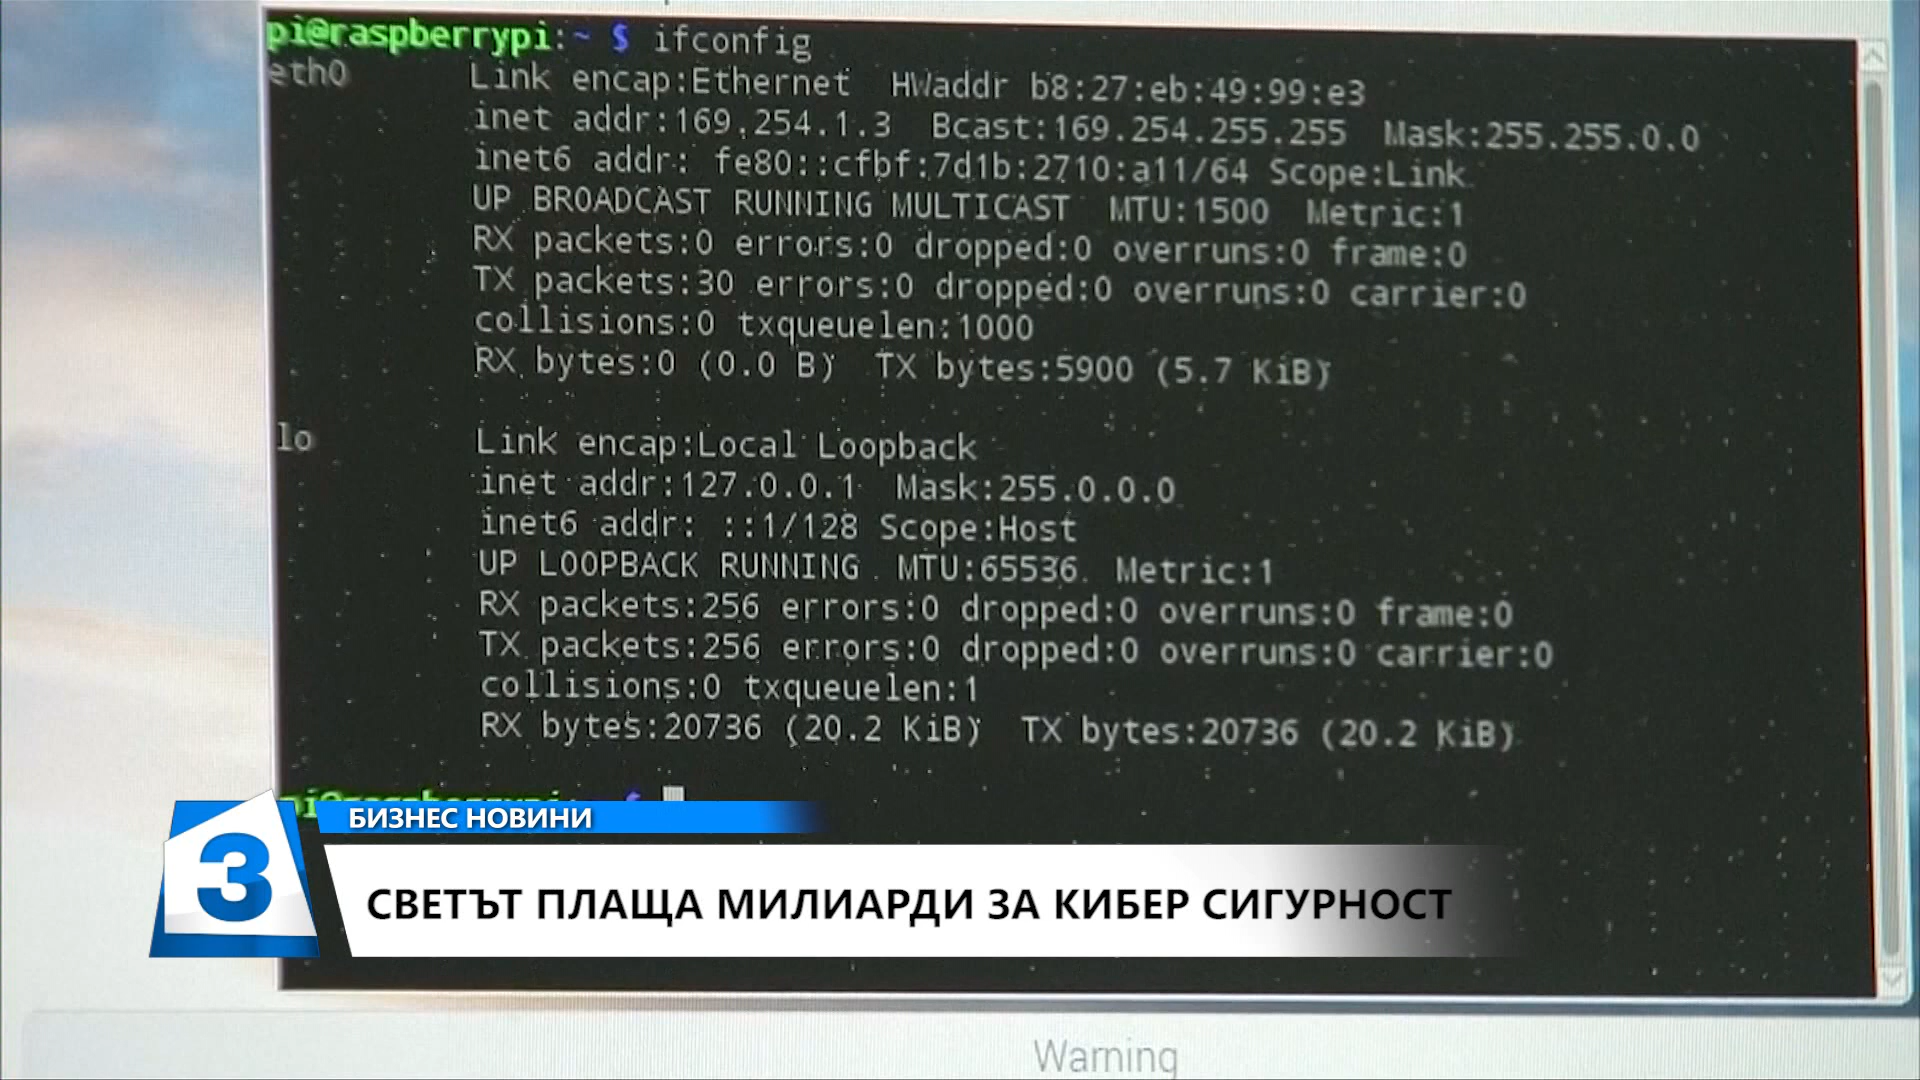 pi@raspberrypi:~ $ ifconfig
eth0 Link encap:Ethernet HWaddr b8:27:eb:49:99:e3
inet addr:169.254.1.3 Bcast:169.254.255.255 Mask:255.255.0.0
inet6 addr: fe80::cfbf:7d1b:2710:a11/64 Scope:Link
UP BROADCAST RUNNING MULTICAST MTU:1500 Metric:1
RX packets:0 errors:0 dropped:0 overruns:0 frame:0
TX packets:30 errors:0 dropped:0 overruns:0 carrier:0
collisions:0 txqueuelen:1000
RX bytes:0 (0.0 B) TX bytes:5900 (5.7 KiB)
lo Link encap:Local Loopback
inet addr:127.0.0.1 Mask:255.0.0.0
inet6 addr: ::1/128 Scope:Host
UP LOOPBACK RUNNING MTU:65536 Metric:1
RX packets:256 errors:0 dropped:0 overruns:0 frame:0
TX packets:256 errors:0 dropped:0 overruns:0 carrier:0
collisions:0 txqueuelen:1
RX bytes:20736 (20.2 KiB) TX bytes:20736 (20.2 KiB)
pi@raspberrypi:~ $
3 БИЗНЕС НОВИНИ
СВЕТЪТ ПЛАЩА МИЛИАРДИ ЗА КИБЕР СИГУРНОСТ
Warning